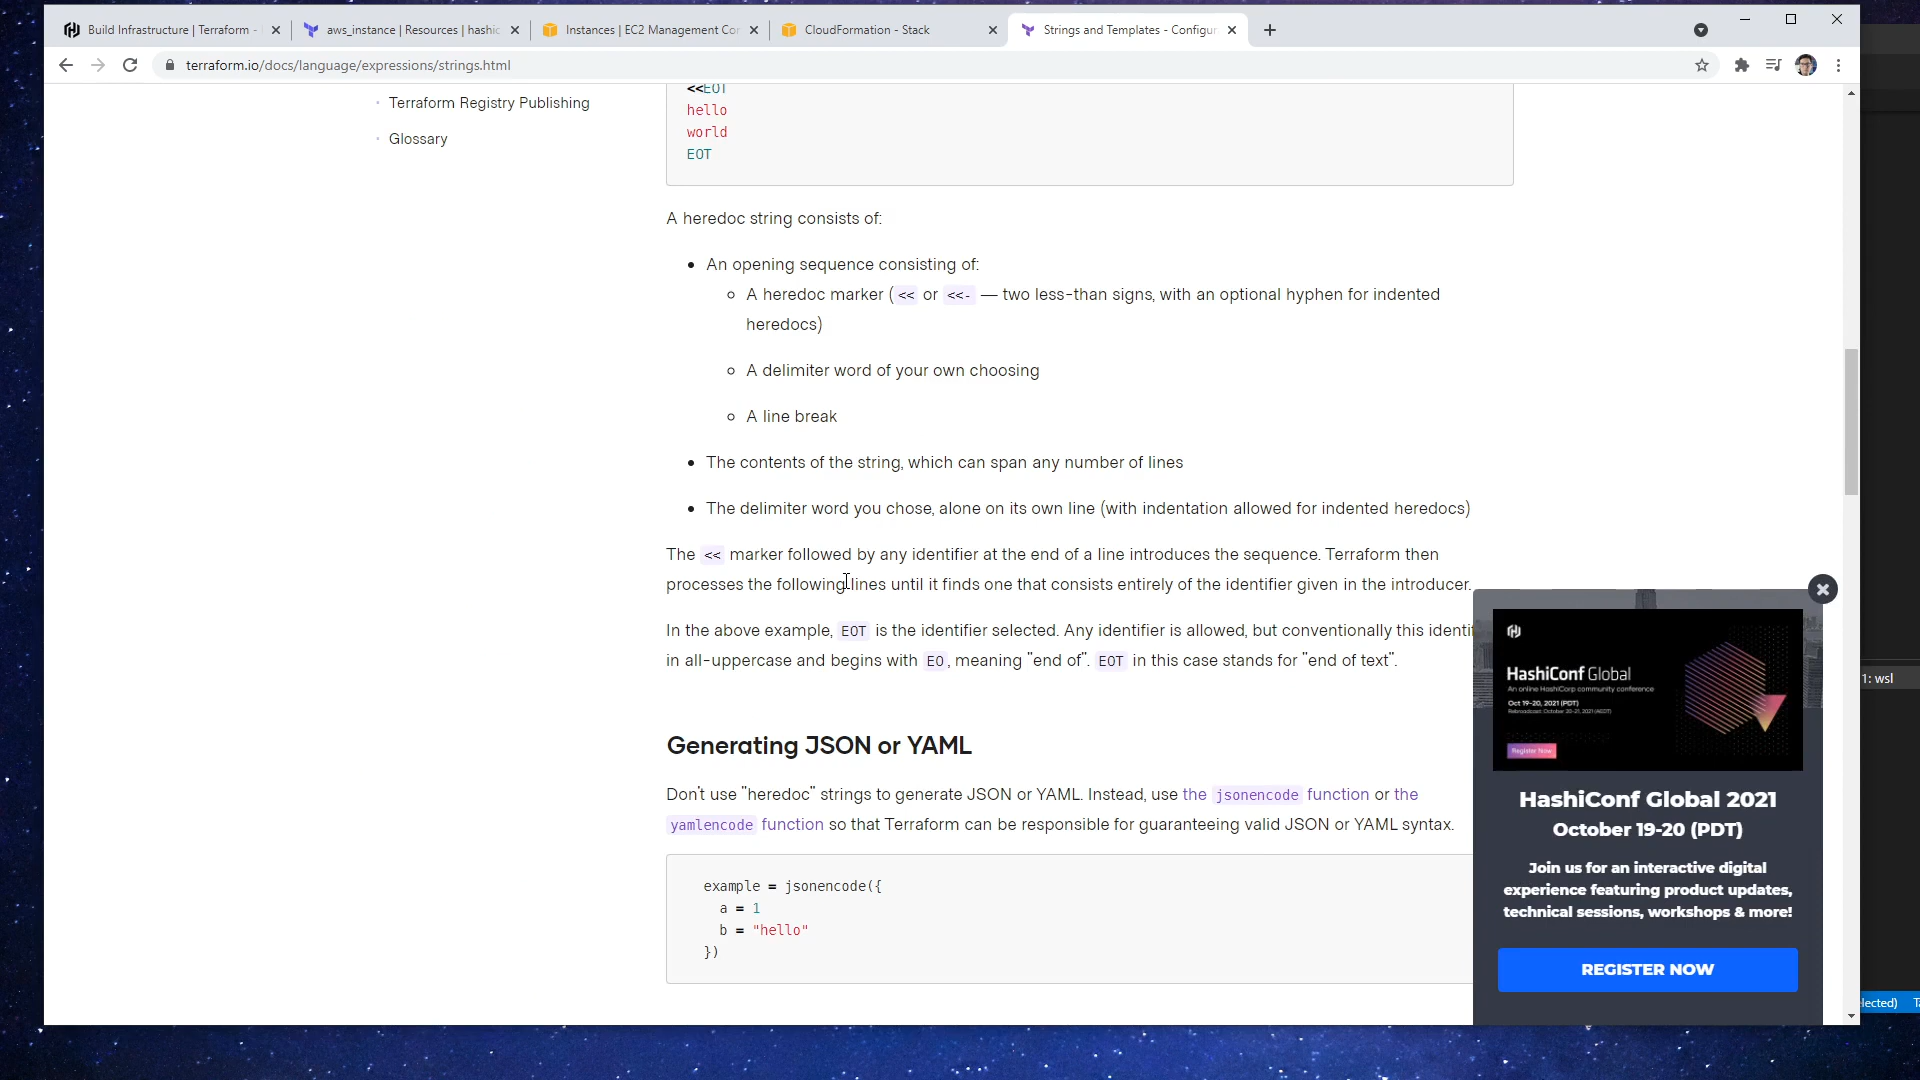 Build Infrastructure | Terraform -
aws_instance | Resources | hashic
Instances | EC2 Management Con
CloudFormation - Stack
Strings and Templates - Configur
terraform.io/docs/language/expressions/strings.html
Terraform Registry Publishing
Glossary
<<EOT
hello
world
EOT
A heredoc string consists of:
An opening sequence consisting of:
A heredoc marker ( << or <<- — two less-than signs, with an optional hyphen for indented
heredocs)
A delimiter word of your own choosing
A line break
The contents of the string, which can span any number of lines
The delimiter word you chose, alone on its own line (with indentation allowed for indented heredocs)
The << marker followed by any identifier at the end of a line introduces the sequence. Terraform then
processes the following lines until it finds one that consists entirely of the identifier given in the introducer.
In the above example, EOT is the identifier selected. Any identifier is allowed, but conventionally this identi
in all-uppercase and begins with EO, meaning "end of". EOT in this case stands for "end of text".
Generating JSON or YAML
Don't use "heredoc" strings to generate JSON or YAML. Instead, use the jsonencode function or the
yamlencode function so that Terraform can be responsible for guaranteeing valid JSON or YAML syntax.
example = jsonencode({
a = 1
b = "hello"
})
HashiConf Global
An online HashiCorp community conference
Oct 19-20, 2021 (PDT)
Rebroadcast: October 20-21, 2021 (AEDT)
Register Now
HashiConf Global 2021
October 19-20 (PDT)
Join us for an interactive digital
experience featuring product updates,
technical sessions, workshops & more!
REGISTER NOW
1: wsl
elected)